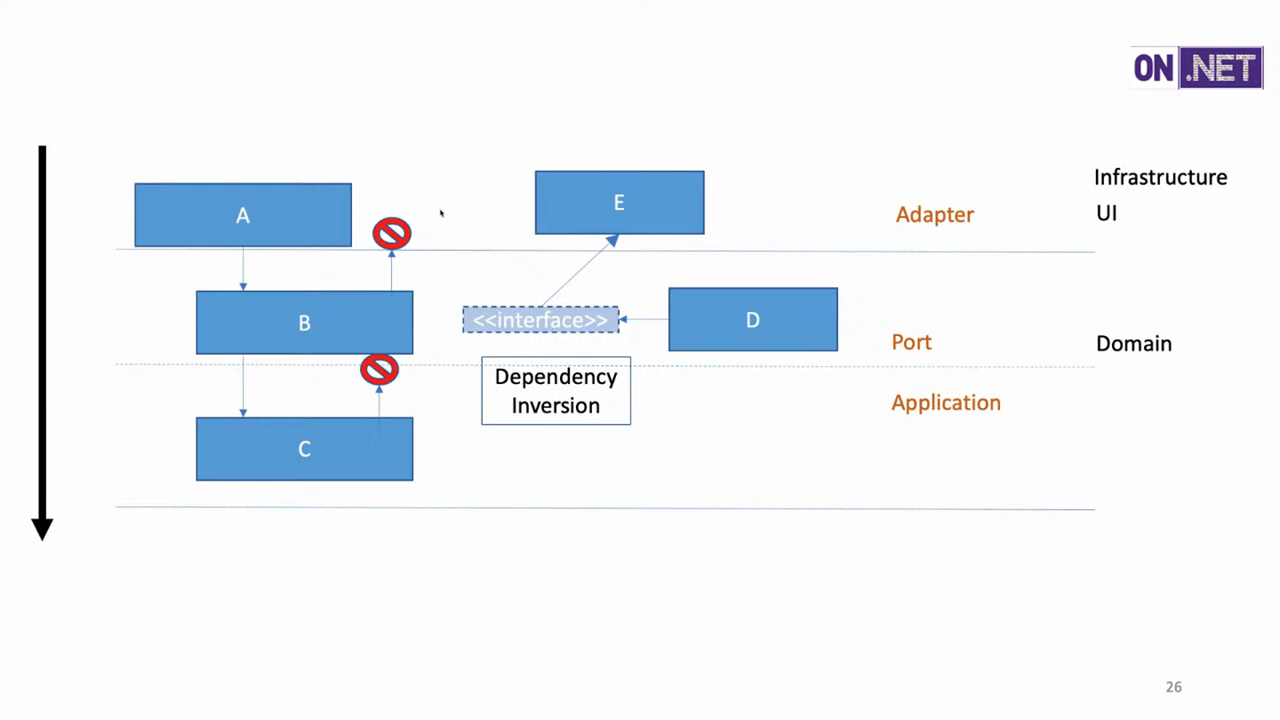 ON .NET
Infrastructure
A
E
Adapter
UI
B
<<interface>>
D
Port
Domain
Dependency
Inversion
Application
C
26